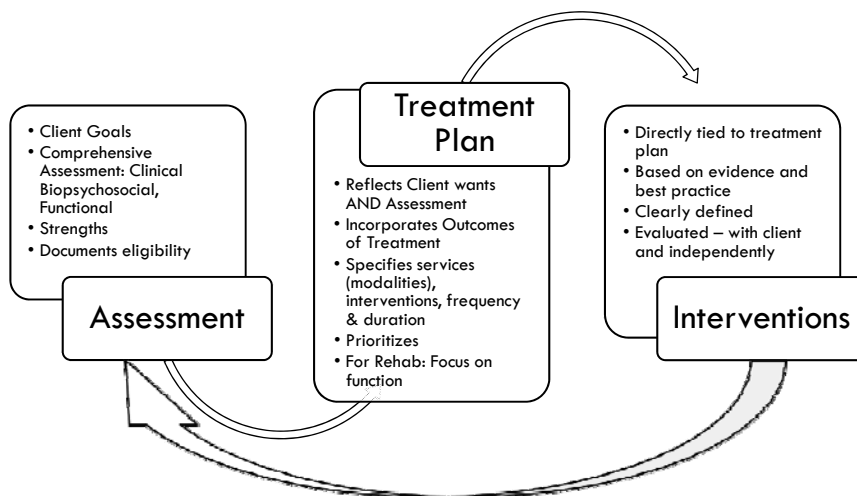 • Client Goals
• Comprehensive
Assessment: Clinical
Biopsychosocial,
Functional
• Strengths
• Documents eligibility
Assessment
Treatment
Plan
• Reflects Client wants
AND Assessment
• Incorporates Outcomes
of Treatment
• Specifies services
(modalities),
interventions, frequency
& duration
• Prioritizes
• For Rehab: Focus on
function
• Directly tied to treatment
plan
• Based on evidence and
best practice
• Clearly defined
• Evaluated – with client
and independently
Interventions